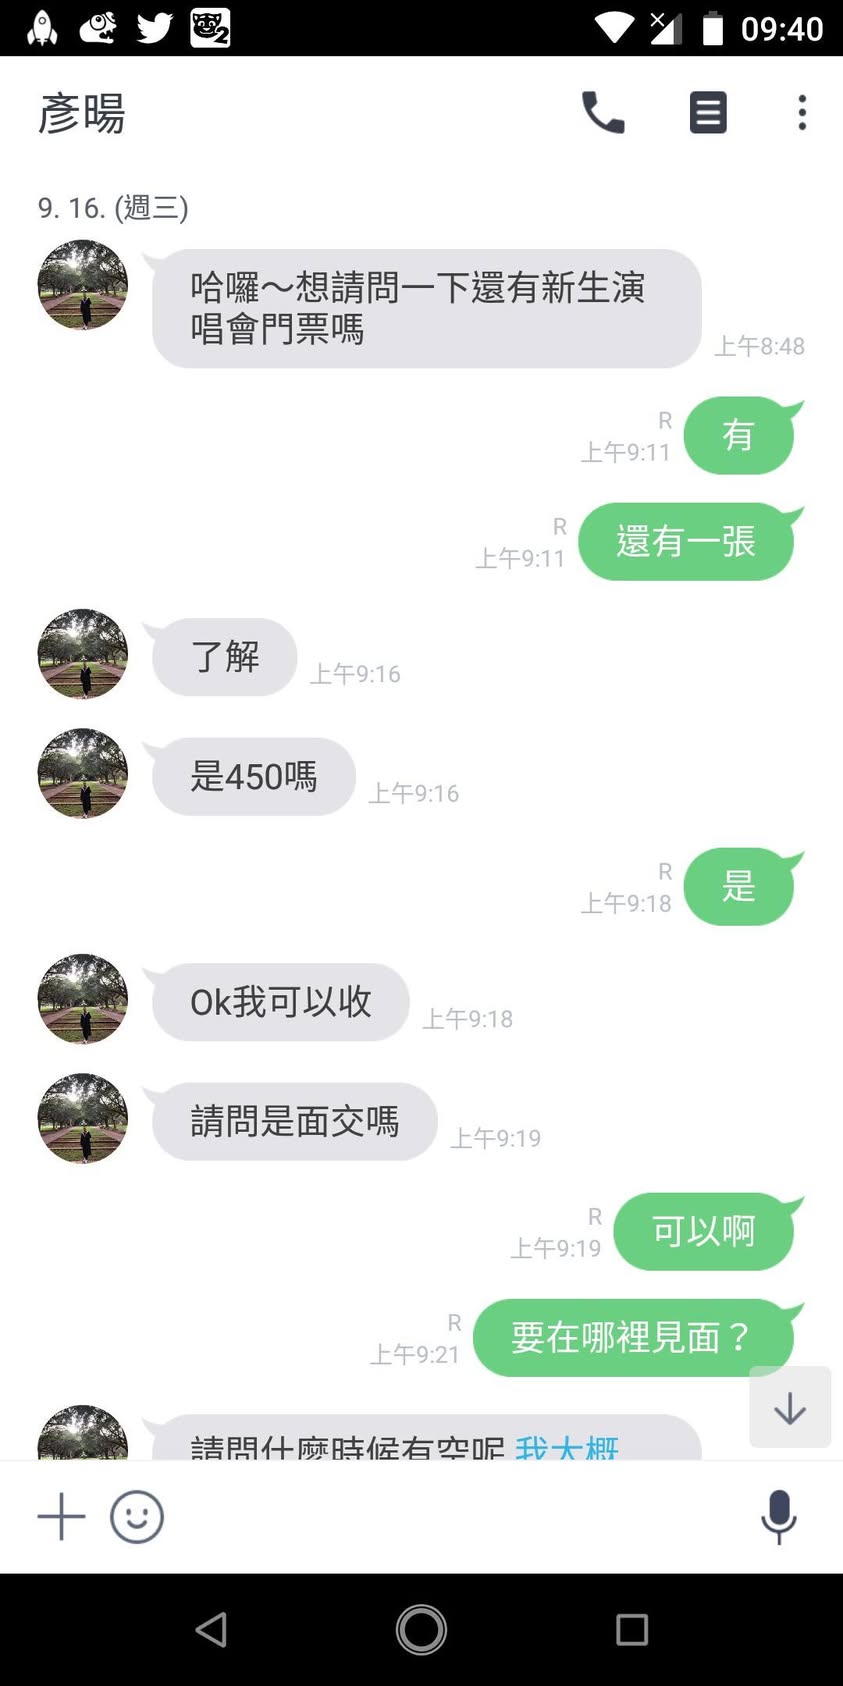 09:40
彥暘
9. 16. (週三)
哈囉～想請問一下還有新生演
唱會門票嗎
上午8:48
R
上午9:11
有
R
上午9:11
還有一張
了解
上午9:16
是450嗎
上午9:16
R
上午9:18
是
Ok我可以收
上午9:18
請問是面交嗎
上午9:19
R
上午9:19
可以啊
R
上午9:21
要在哪裡見面？
請問什麼時候有空呢 我大概